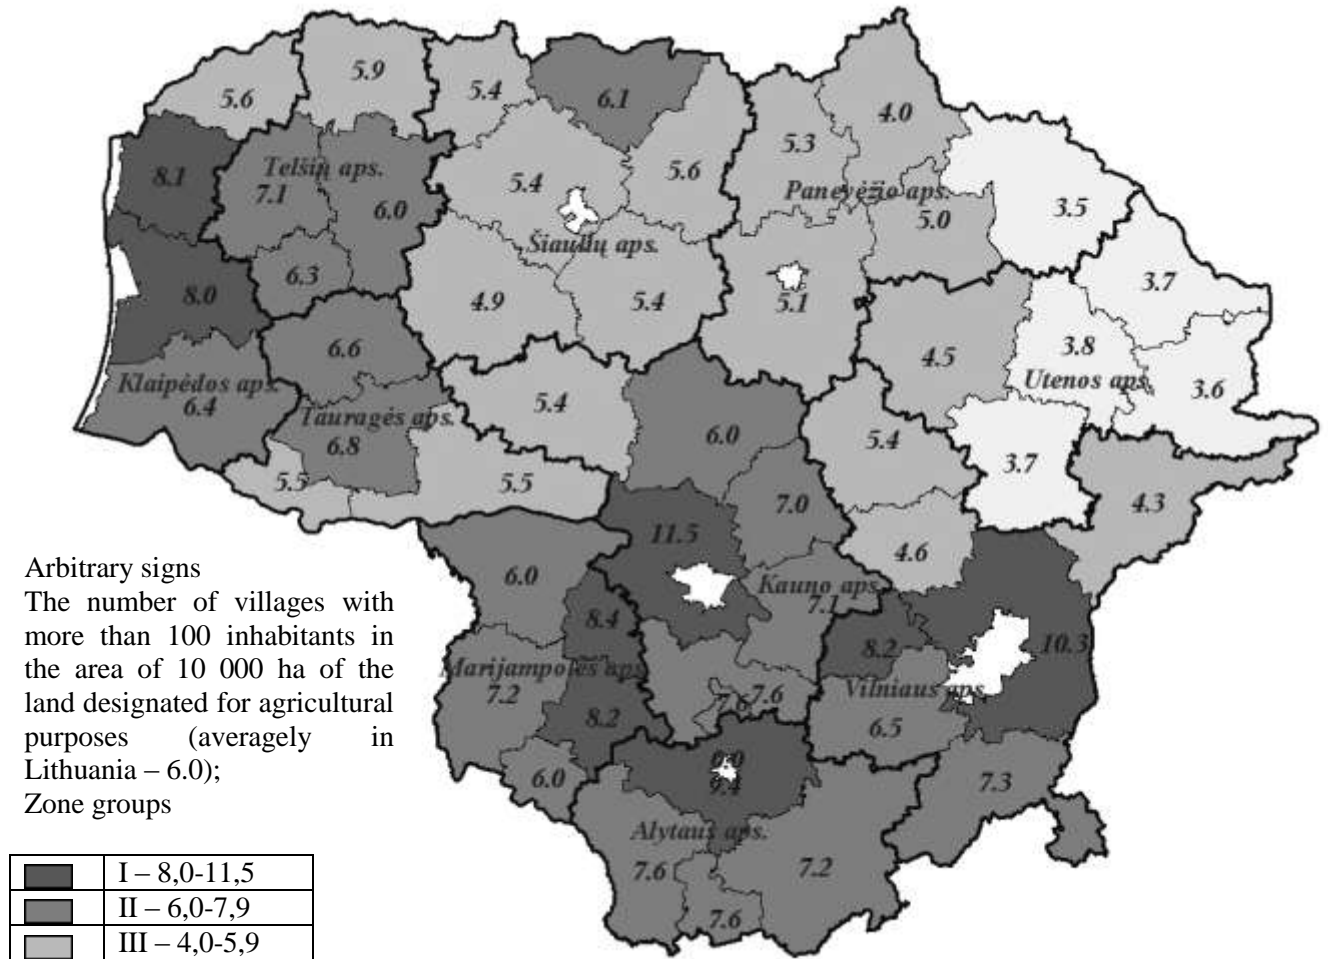 5.9
5.6
5.4
6.1
4.0
5.3
8.1
Telšių aps.
7.1
5.4
5.6
Panevėžio aps.
3.5
6.0
5.0
Šiaulių aps.
6.3
8.0
4.9
5.4
5.1
3.7
6.6
4.5
3.8
Klaipėdos aps.
6.4
Utenos aps.
3.6
5.4
Tauragės aps.
6.8
6.0
5.4
3.7
5.5
5.5
7.0
4.3
11.5
4.6
6.0
Kauno aps.
7.1
8.4
8.2
10.3
Marijampolės aps.
7.2
7.6
7.6
Vilniaus aps.
8.2
6.5
6.0
9.4
7.3
Alytaus aps.
7.6
7.2
7.6
Arbitrary signs
The number of villages with
more than 100 inhabitants in
the area of 10 000 ha of the
land designated for agricultural
purposes (averagely in
Lithuania – 6.0);
Zone groups
I – 8,0-11,5
II – 6,0-7,9
III – 4,0-5,9